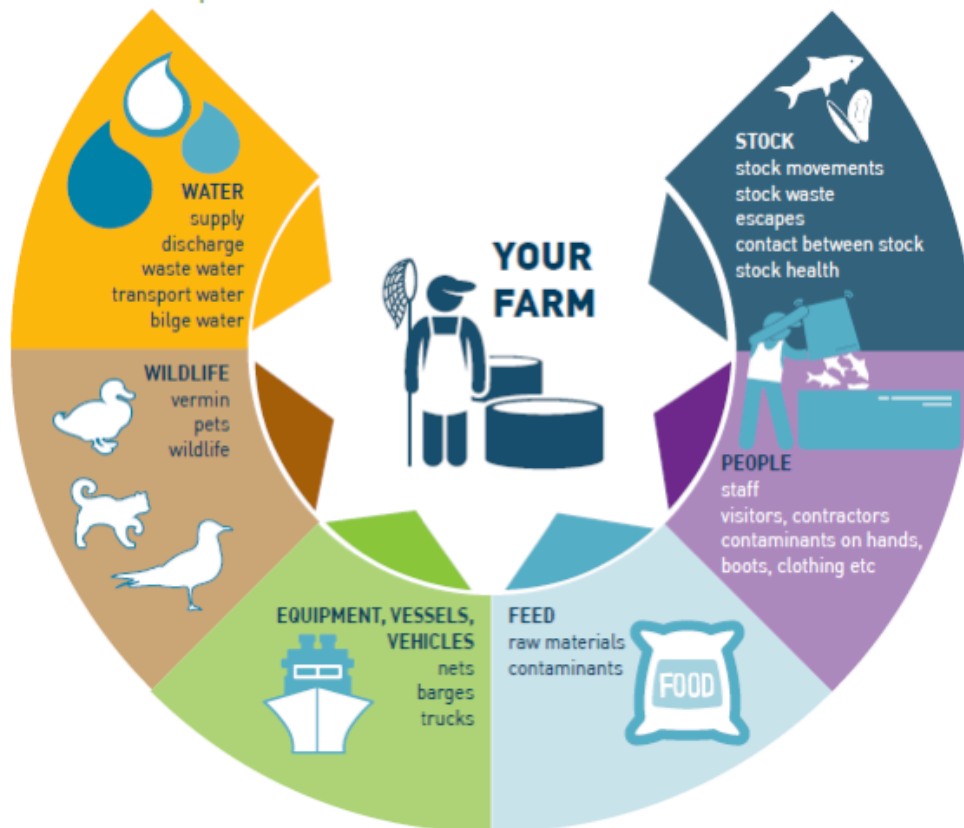 YOUR
FARM
WATER
supply
discharge
waste water
transport water
bilge water
WILDLIFE
vermin
pets
wildlife
EQUIPMENT, VESSELS,
VEHICLES
nets
barges
trucks
FEED
raw materials
contaminants
FOOD
PEOPLE
staff
visitors, contractors
contaminants on hands,
boots, clothing etc
STOCK
stock movements
stock waste
escapes
contact between stock
stock health